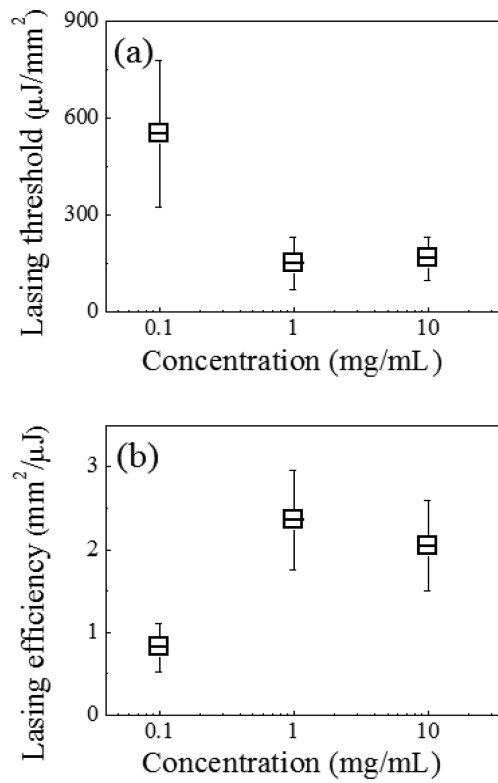 (a)
Lasing threshold (μJ/mm²)
900
600
300
0
0.1 1 10
Concentration (mg/mL)
(b)
Lasing efficiency (mm²/μJ)
3
2
1
0
0.1 1 10
Concentration (mg/mL)